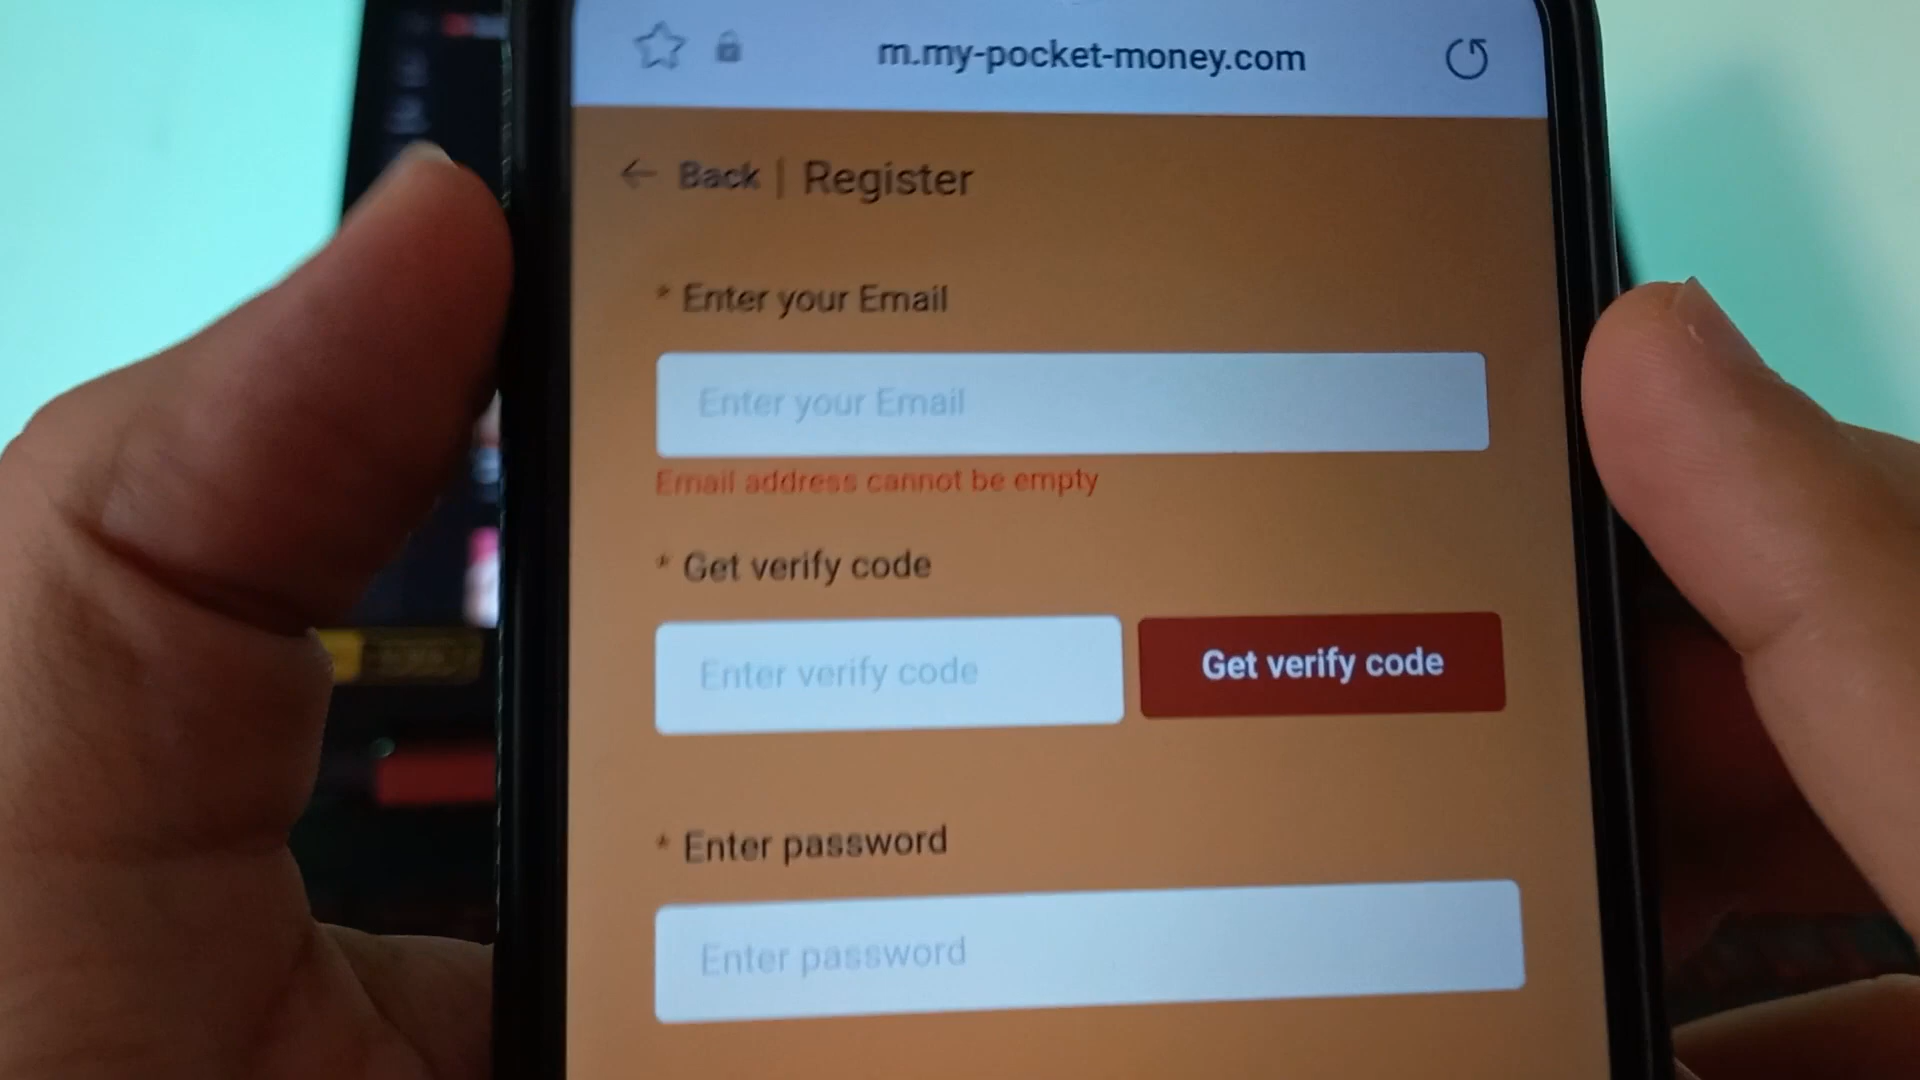 m.my-pocket-money.com
← Back | Register
* Enter your Email
Enter your Email
Email address cannot be empty
* Get verify code
Enter verify code
Get verify code
* Enter password
Enter password